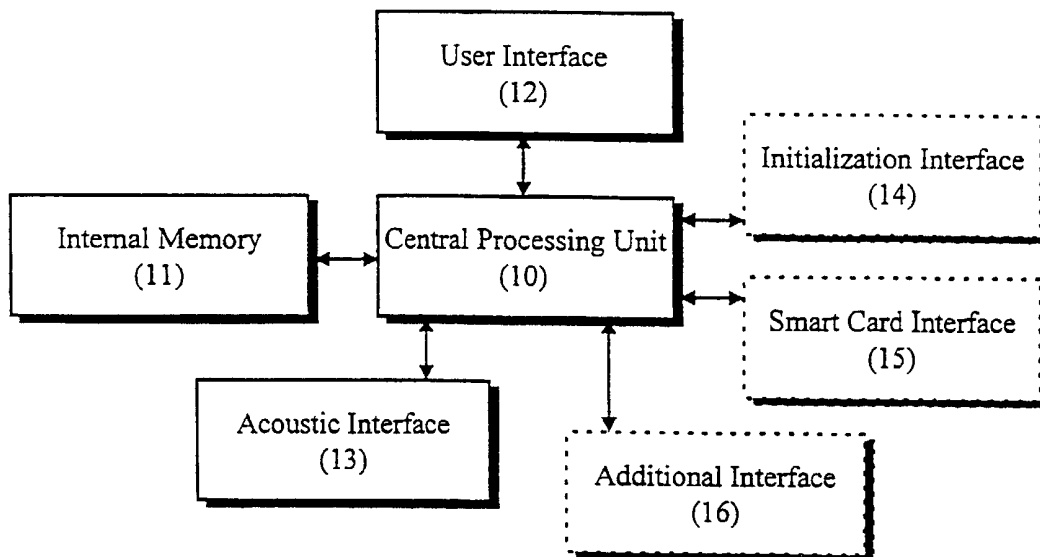 User Interface
(12)
Initialization Interface
(14)
Internal Memory
(11)
Central Processing Unit
(10)
Smart Card Interface
(15)
Acoustic Interface
(13)
Additional Interface
(16)